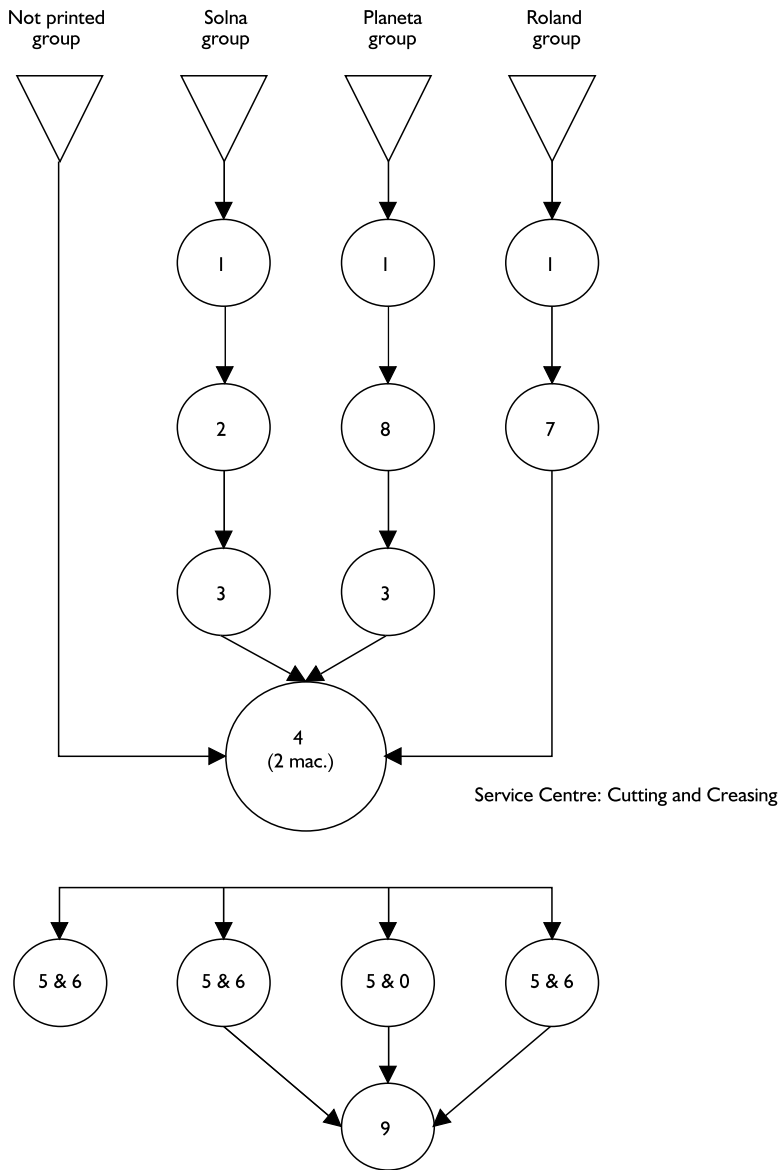 Not printed
group
Solna
group
Planeta
group
Roland
group
1
1
1
2
8
7
3
3
4
(2 mac.)
Service Centre: Cutting and Creasing
5 & 6
5 & 6
5 & 0
5 & 6
9